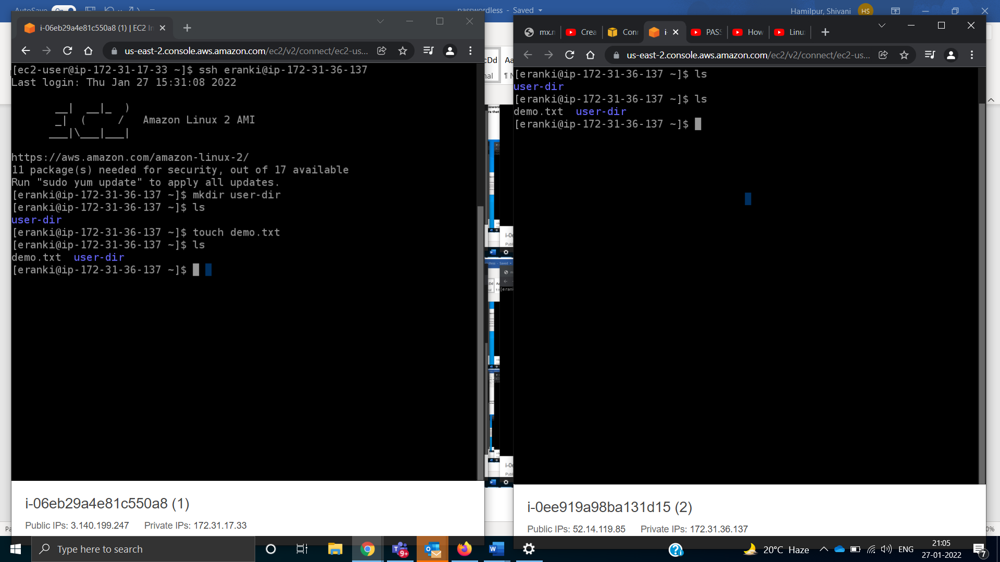 AutoSave On
passwordless - Saved
Hamilpur, Shivani HS
i-06eb29a4e81c550a8 (1) | EC2 In
us-east-2.console.aws.amazon.com/ec2/v2/connect/ec2-us...
[ec2-user@ip-172-31-17-33 ~]$ ssh eranki@ip-172-31-36-137
Last login: Thu Jan 27 15:31:08 2022
__|  __|_  )
_|  (     /   Amazon Linux 2 AMI
___|\___|___|
https://aws.amazon.com/amazon-linux-2/
11 package(s) needed for security, out of 17 available
Run "sudo yum update" to apply all updates.
[eranki@ip-172-31-36-137 ~]$ mkdir user-dir
[eranki@ip-172-31-36-137 ~]$ ls
user-dir
[eranki@ip-172-31-36-137 ~]$ touch demo.txt
[eranki@ip-172-31-36-137 ~]$ ls
demo.txt  user-dir
[eranki@ip-172-31-36-137 ~]$
i-06eb29a4e81c550a8 (1)
Public IPs: 3.140.199.247 Private IPs: 172.31.17.33
mx.n Crea Conn i- PASS How Linux
us-east-2.console.aws.amazon.com/ec2/v2/connect/ec2-us...
[eranki@ip-172-31-36-137 ~]$ ls
user-dir
[eranki@ip-172-31-36-137 ~]$ ls
demo.txt  user-dir
[eranki@ip-172-31-36-137 ~]$
i-0ee919a98ba131d15 (2)
Public IPs: 52.14.119.85 Private IPs: 172.31.36.137
Type here to search
9+
20°C Haze
ENG
21:05
27-01-2022
7